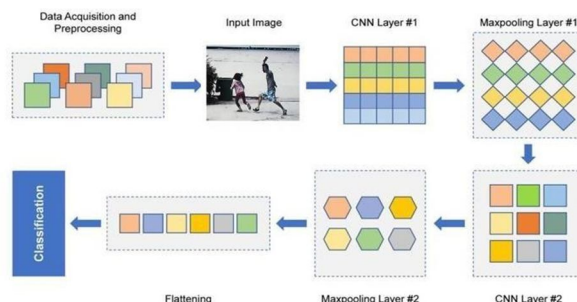 Data Acquisition and
Preprocessing
Input Image
CNN Layer #1
Maxpooling Layer #1
Classification
Flattening
Maxpooling Layer #2
CNN Layer #2